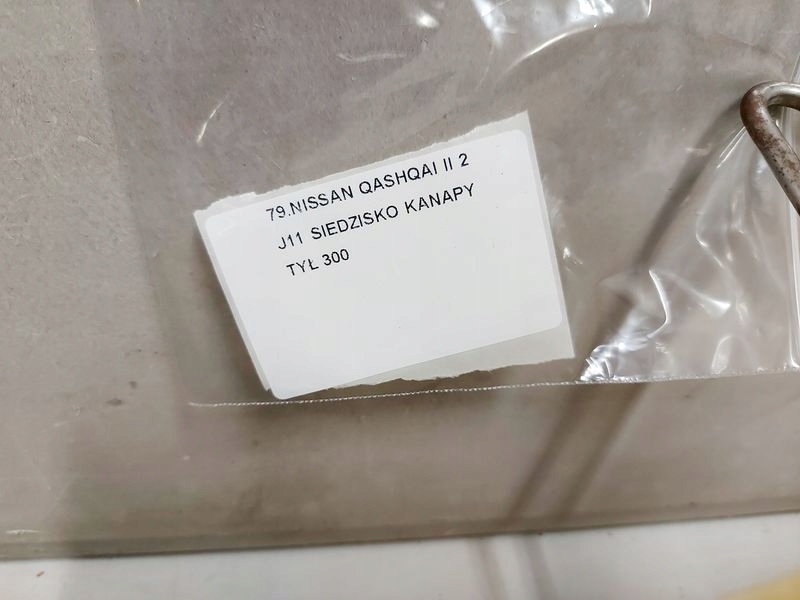 79.NISSAN QASHQAI II 2
J11 SIEDZISKO KANAPY
TYŁ 300